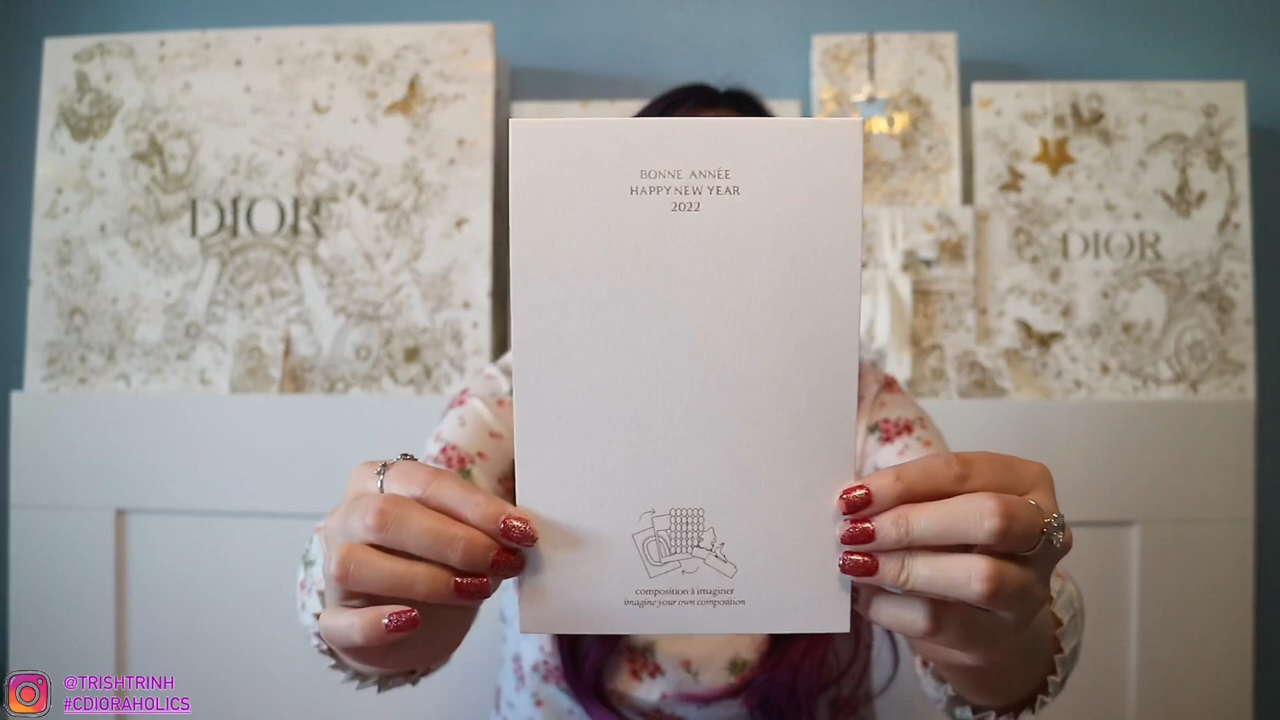 DIOR
DIOR
BONNE ANNÉE
HAPPY NEW YEAR
2022
composition à imaginer
imagine your own composition
@TRISHTRINH
#CDIORAHOLICS